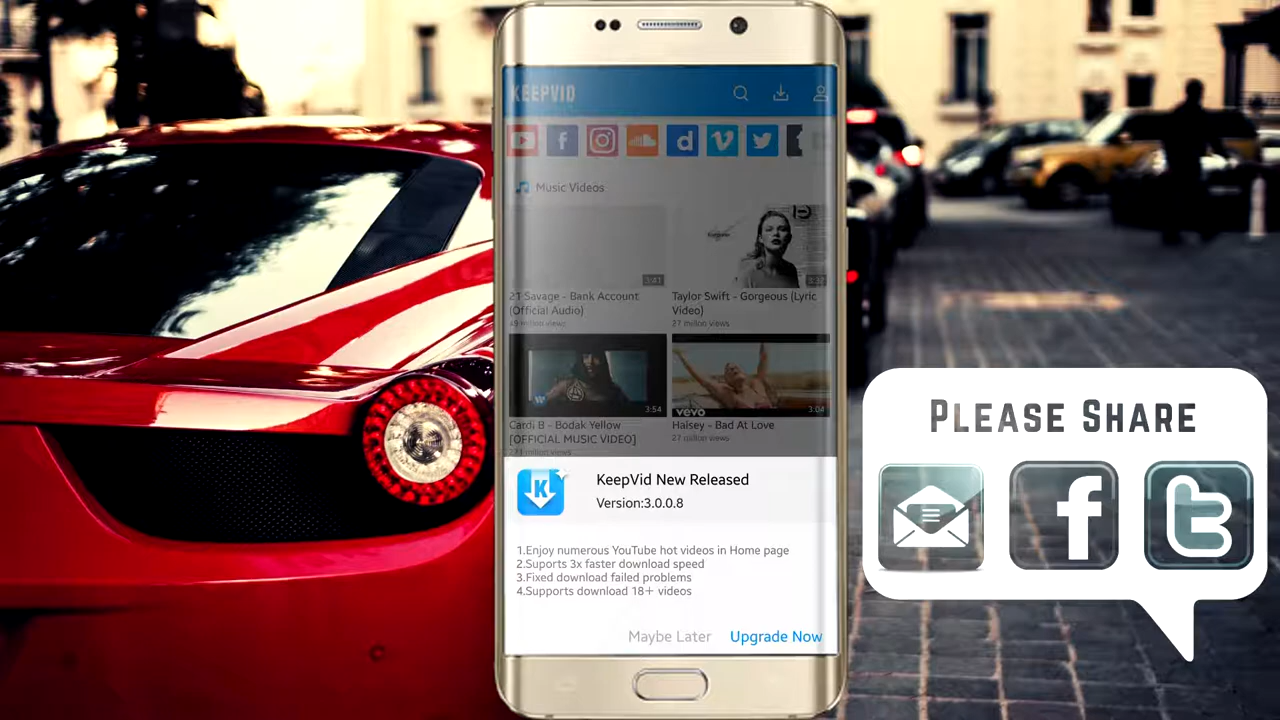 KEEPVID
Music Videos
3:41
3:32
21 Savage - Bank Account
(Official Audio)
49 million views
Taylor Swift - Gorgeous (Lyric
Video)
27 million views
3:54
vevo
3:04
Cardi B - Bodak Yellow
[OFFICIAL MUSIC VIDEO]
Halsey - Bad At Love
27 million views
KeepVid New Released
Version:3.0.0.8
1.Enjoy numerous YouTube hot videos in Home page
2.Suports 3x faster download speed
3.Fixed download failed problems
4.Supports download 18+ videos
Maybe Later
Upgrade Now
PLEASE SHARE